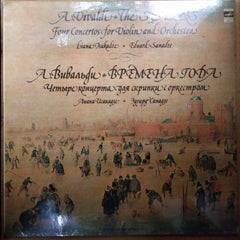 A. Vivaldi • the Seasons
Four Concertos for Violin and Orchestra
Liana Isakadze • Eduard Sanadze
А. Вивальди • ВРЕМЕНА ГОДА
Четыре концерта для скрипки с оркестром
Лиана Исакадзе • Эдуард Санадзе